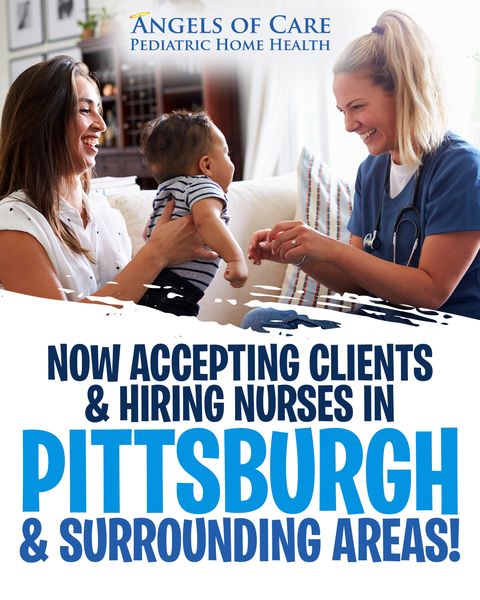 ANGELS OF CARE
PEDIATRIC HOME HEALTH
NOW ACCEPTING CLIENTS
& HIRING NURSES IN
PITTSBURGH
& SURROUNDING AREAS!